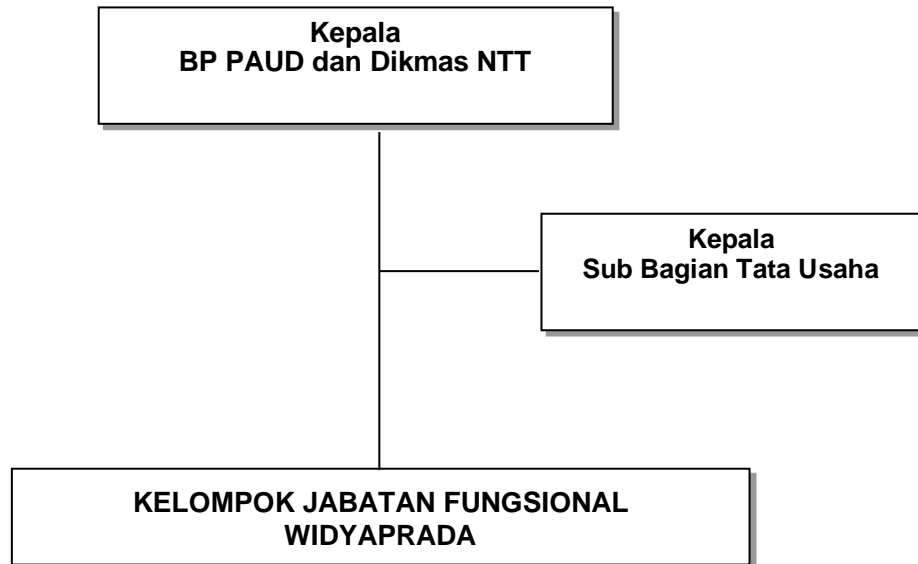 Kepala
BP PAUD dan Dikmas NTT
Kepala
Sub Bagian Tata Usaha
KELOMPOK JABATAN FUNGSIONAL
WIDYAPRADA